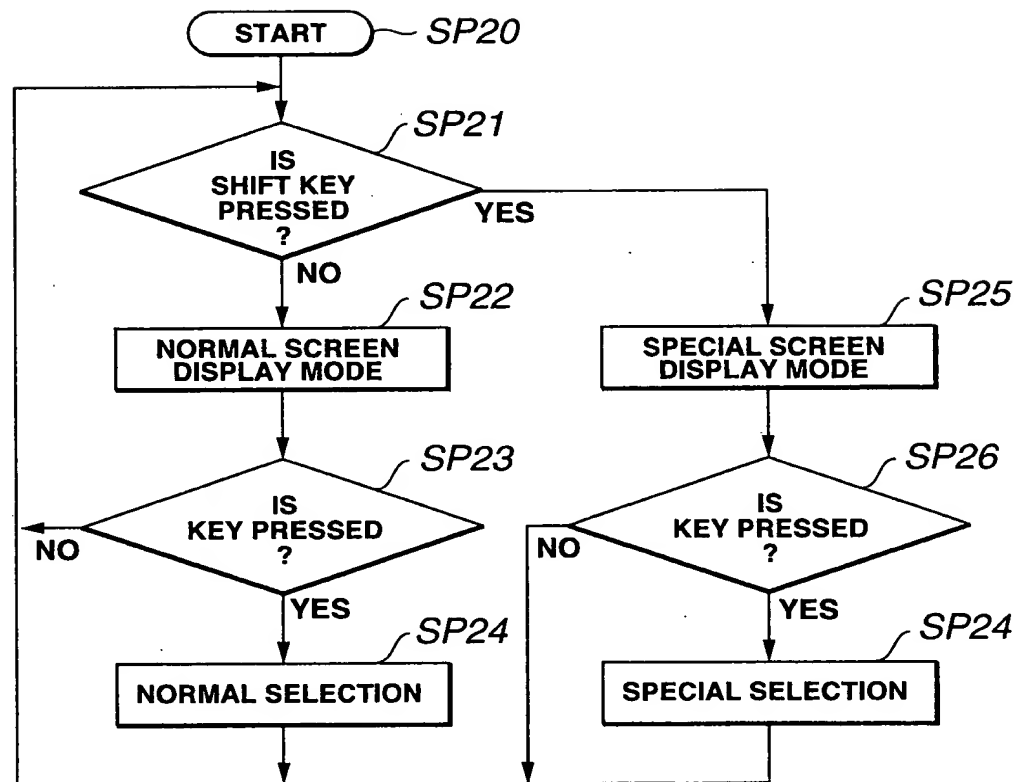 START
SP20
SP21
IS
SHIFT KEY
PRESSED
?
YES
NO
SP22
NORMAL SCREEN
DISPLAY MODE
SP25
SPECIAL SCREEN
DISPLAY MODE
SP23
IS
KEY PRESSED
?
NO
YES
SP26
IS
KEY PRESSED
?
NO
YES
SP24
NORMAL SELECTION
SP24
SPECIAL SELECTION